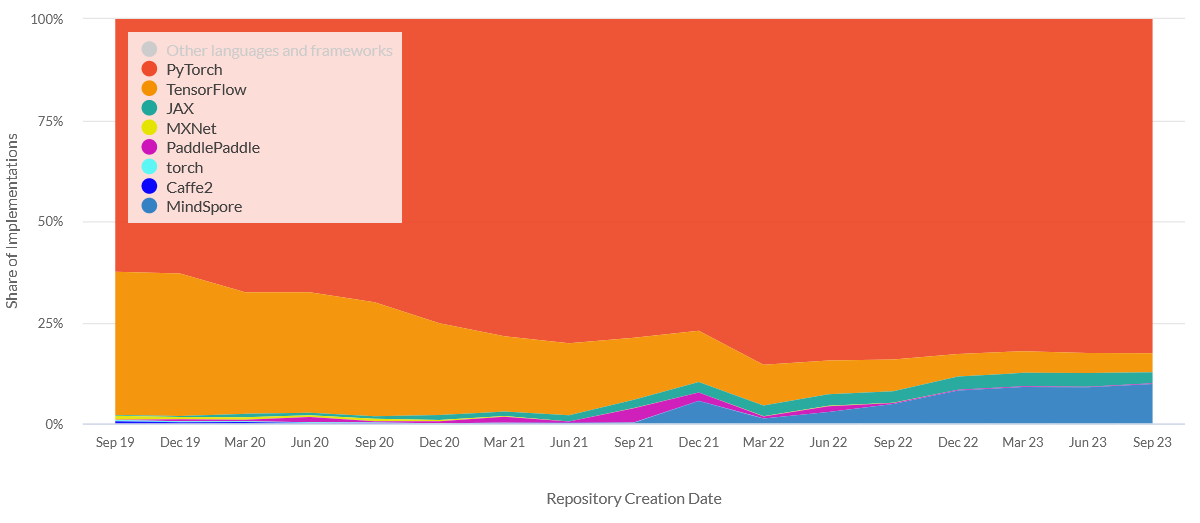 100%
75%
50%
25%
0%
Share of Implementations
Other languages and frameworks
PyTorch
TensorFlow
JAX
MXNet
PaddlePaddle
torch
Caffe2
MindSpore
Sep 19 Dec 19 Mar 20 Jun 20 Sep 20 Dec 20 Mar 21 Jun 21 Sep 21 Dec 21 Mar 22 Jun 22 Sep 22 Dec 22 Mar 23 Jun 23 Sep 23
Repository Creation Date